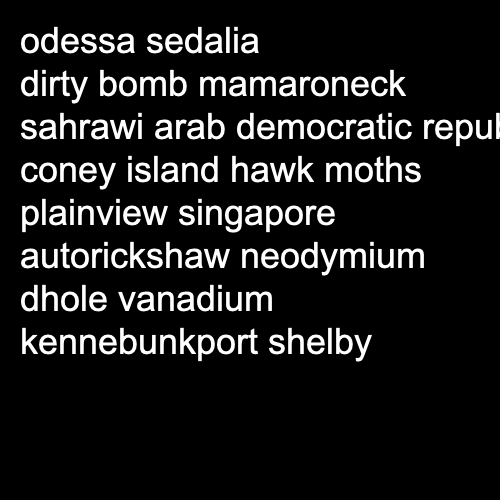 odessa sedalia
dirty bomb mamaroneck
sahrawi arab democratic
coney island hawk moths
plainview singapore
autorickshaw neodymium
dhole vanadium
kennebunkport shelby